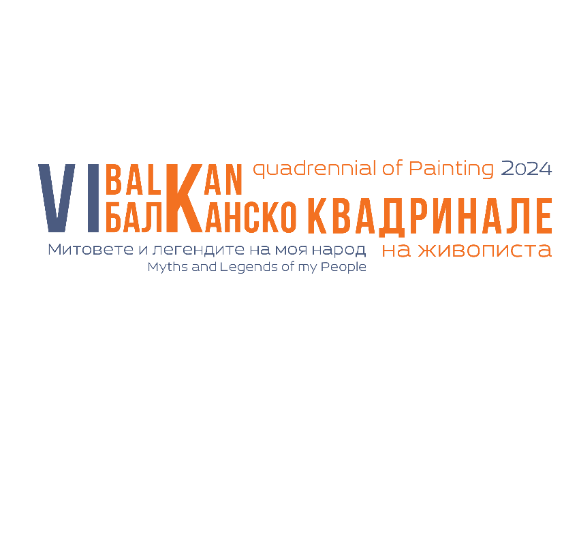 VI BALKAN quadrennial of Painting 2024
БАЛКАНСКО КВАДРИНАЛЕ
Митовете и легендите на моя народ на живописта
Myths and Legends of my People